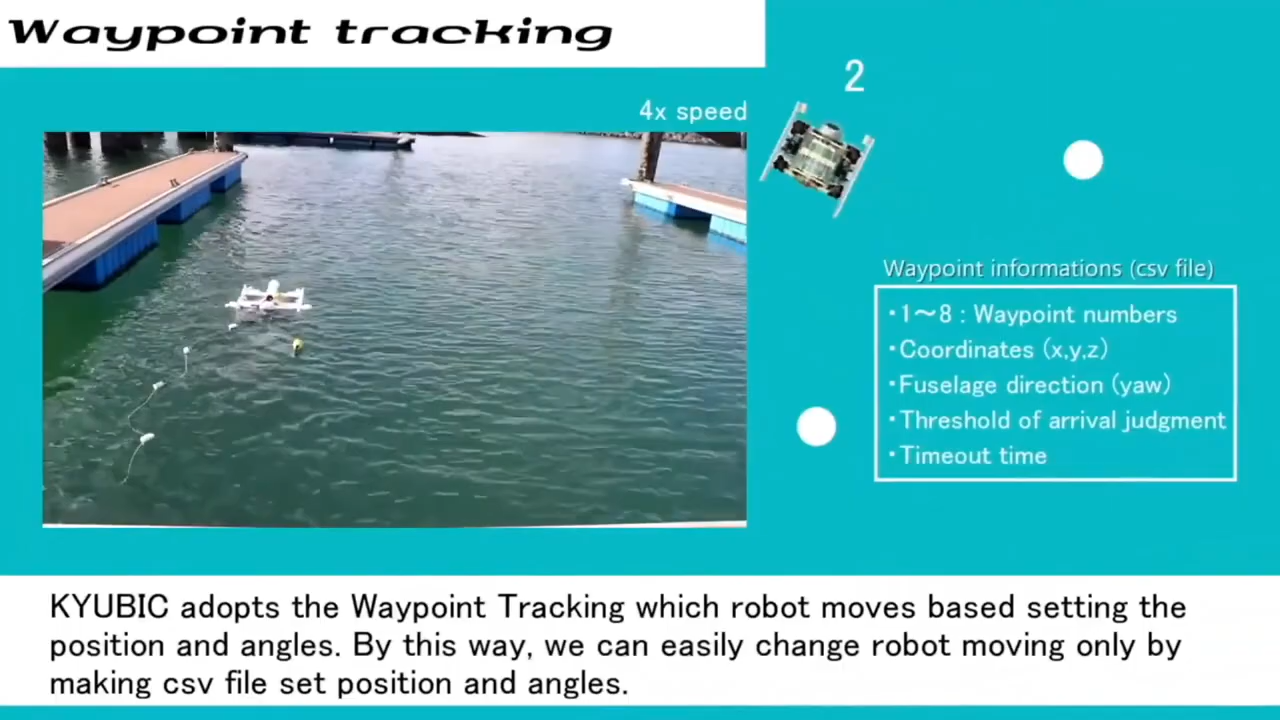 Waypoint tracking
2
4x speed
Waypoint informations (csv file)
・1～8 : Waypoint numbers
・Coordinates (x,y,z)
・Fuselage direction (yaw)
・Threshold of arrival judgment
・Timeout time
KYUBIC adopts the Waypoint Tracking which robot moves based setting the
position and angles. By this way, we can easily change robot moving only by
making csv file set position and angles.